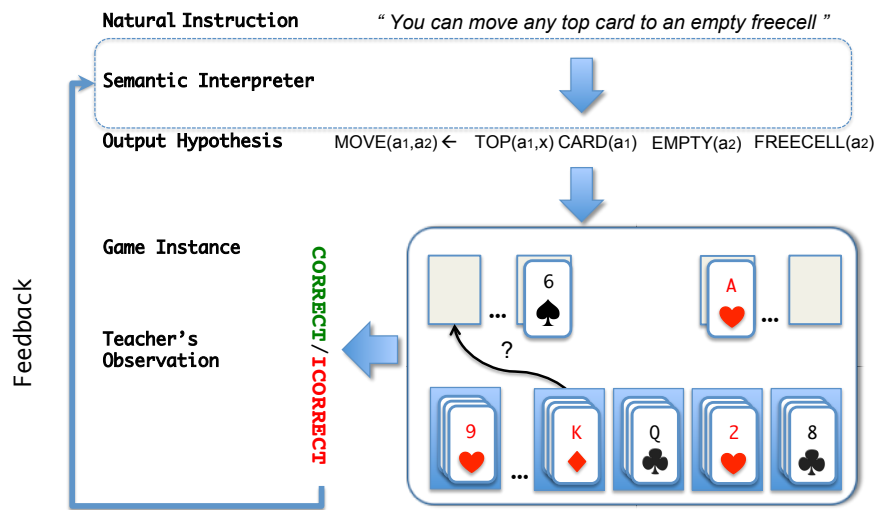 Natural Instruction
“ You can move any top card to an empty freecell ”
Semantic Interpreter
Output Hypothesis
MOVE(a1,a2) ← TOP(a1,x) CARD(a1) EMPTY(a2) FREECELL(a2)
Game Instance
Teacher’s
Observation
CORRECT/ICORRECT
Feedback
... 6 A ...
?
9 ... K Q 2 8